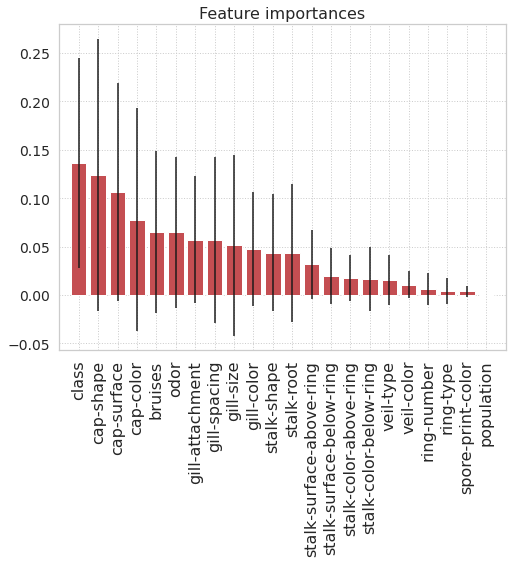 Feature importances
0.25
0.20
0.15
0.10
0.05
0.00
−0.05
class
cap-shape
cap-surface
cap-color
bruises
odor
gill-attachment
gill-spacing
gill-size
gill-color
stalk-shape
stalk-root
stalk-surface-above-ring
stalk-surface-below-ring
stalk-color-above-ring
stalk-color-below-ring
veil-type
veil-color
ring-number
ring-type
spore-print-color
population